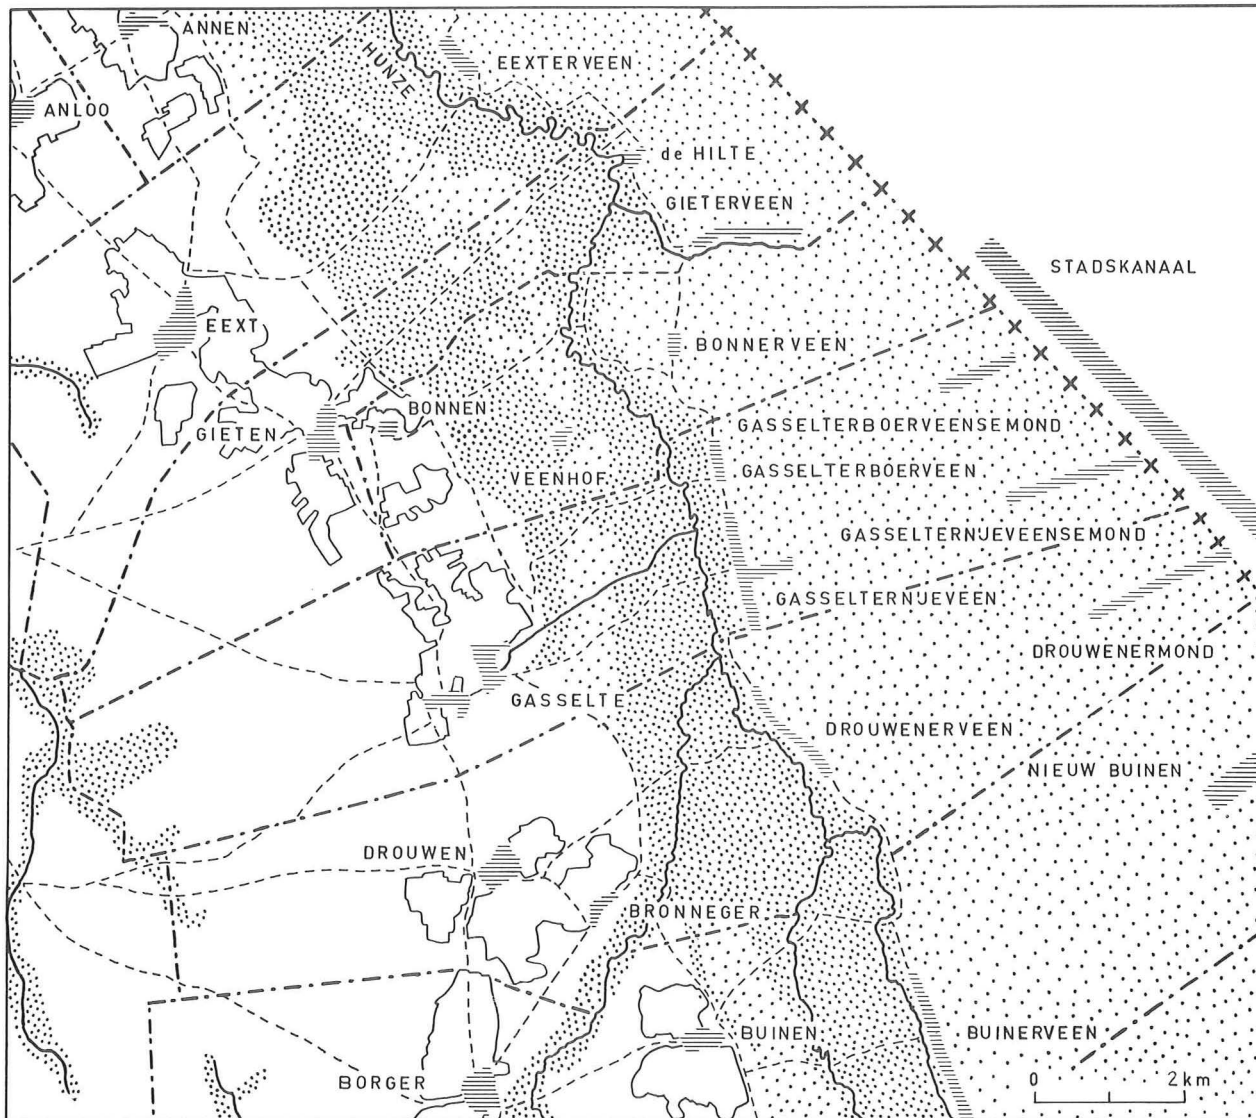 ANNEN
HUNZE
EEXTERVEEN
ANLOO
de HILTE
GIETERVEEN
STADSKANAAL
EEXT
BONNERVEEN
BONNEN
GIETEN
GASSELTERBOERVEENSEMOND
VEENHOF
GASSELTERBOERVEEN
GASSELTERNIJEVEENSEMOND
GASSELTERNIJEVEEN
DROUWENERMOND
GASSELTE
DROUWENERVEEN
NIEUW BUINEN
DROUWEN
BRONNEGER
BUINEN
BUINERVEEN
BORGER
0 2 km